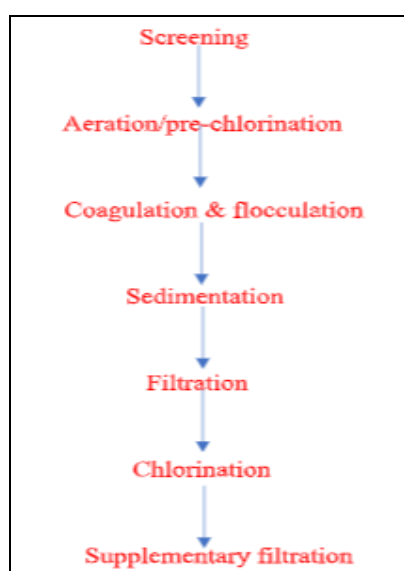 Screening
Aeration/pre-chlorination
Coagulation & flocculation
Sedimentation
Filtration
Chlorination
Supplementary filtration